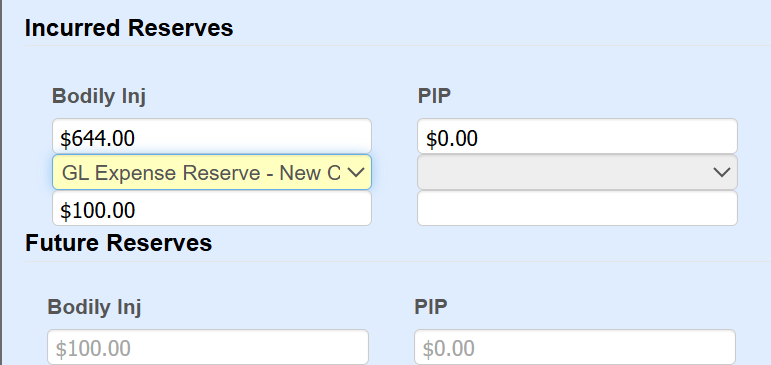 Incurred Reserves
Bodily Inj PIP
$644.00 $0.00
GL Expense Reserve - New C
$100.00
Future Reserves
Bodily Inj PIP
$100.00 $0.00